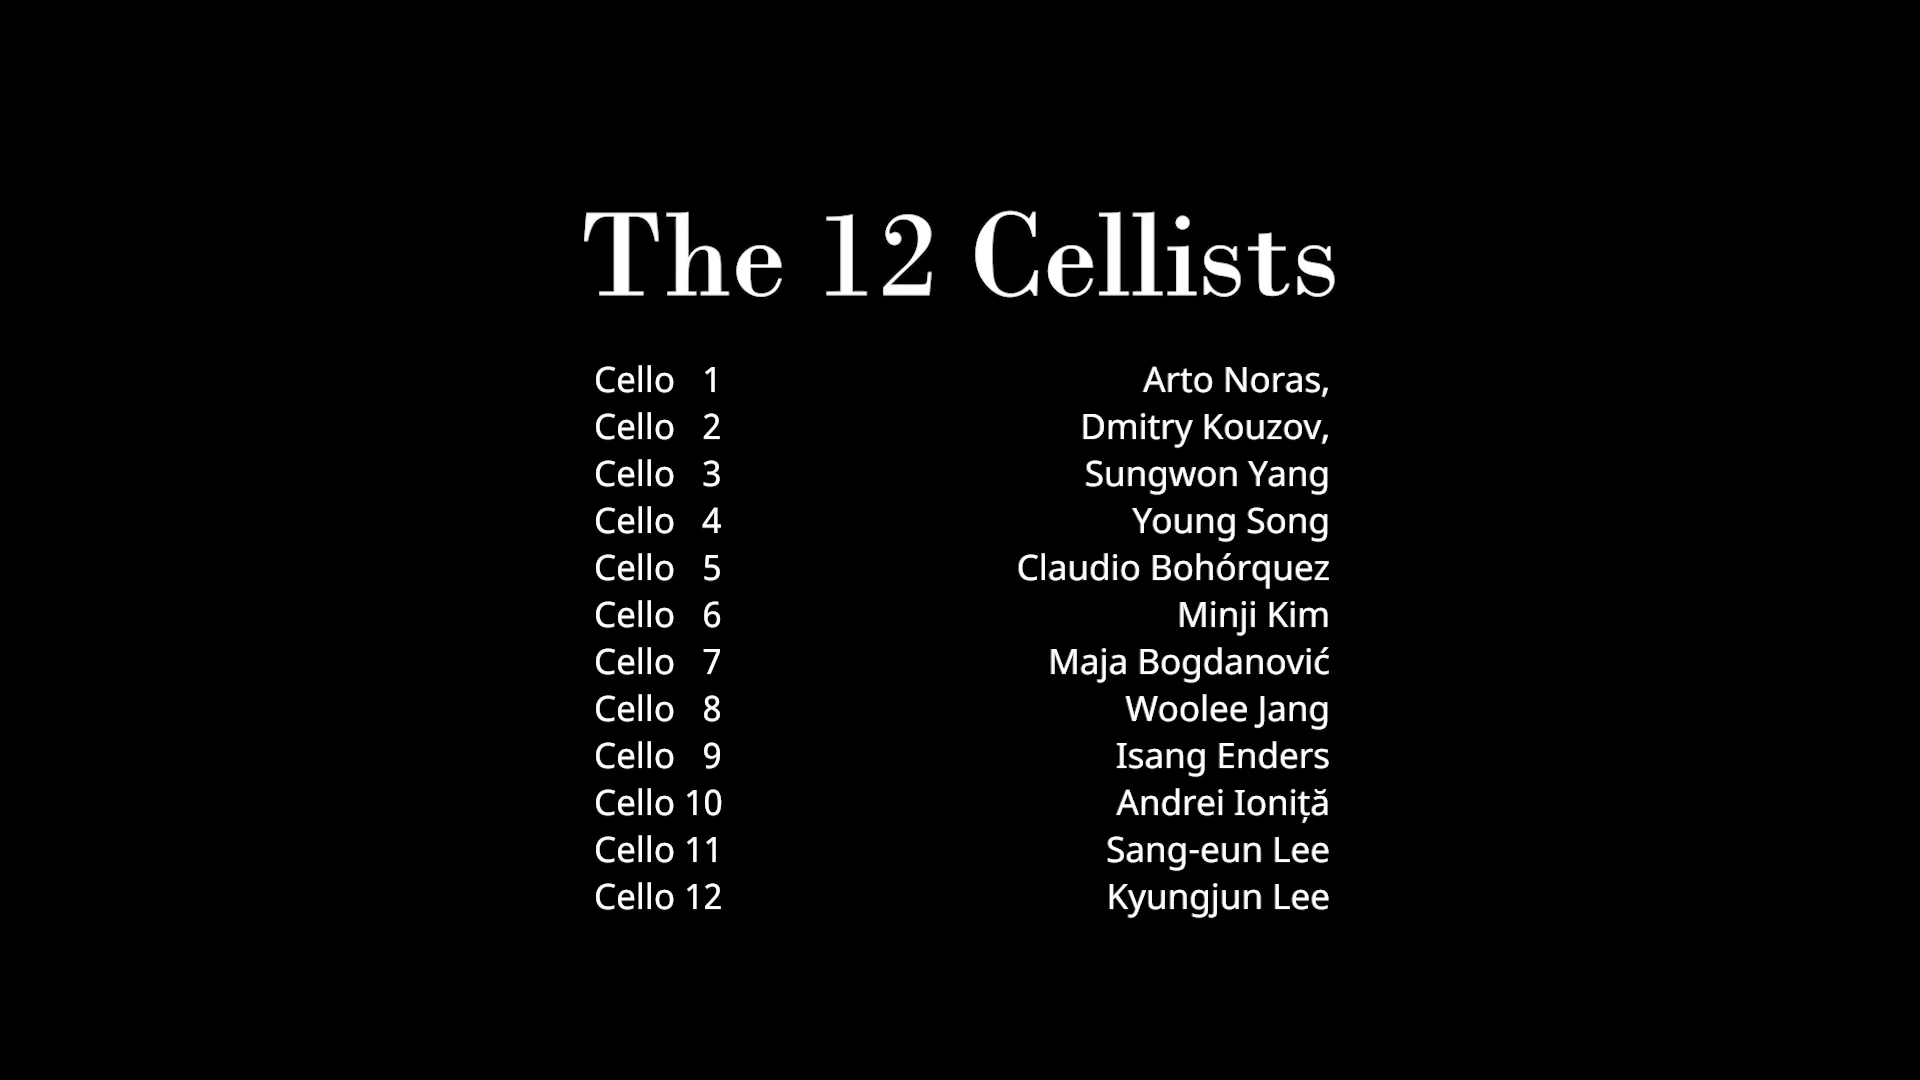 The 12 Cellists
Cello 1 Arto Noras,
Cello 2 Dmitry Kouzov,
Cello 3 Sungwon Yang
Cello 4 Young Song
Cello 5 Claudio Bohórquez
Cello 6 Minji Kim
Cello 7 Maja Bogdanović
Cello 8 Woolee Jang
Cello 9 Isang Enders
Cello 10 Andrei Ioniță
Cello 11 Sang-eun Lee
Cello 12 Kyungjun Lee